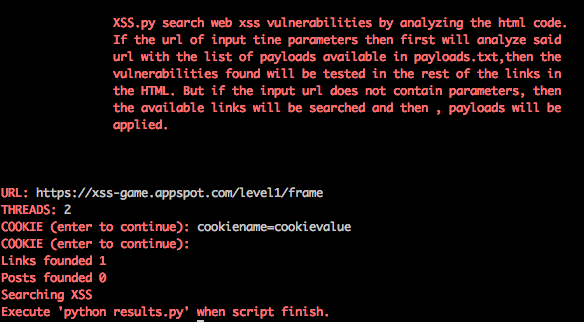 XSS.py search web xss vulnerabilities by analyzing the html code.
If the url of input tine parameters then first will analyze said
url with the list of payloads available in payloads.txt,then the
vulnerabilities found will be tested in the rest of the links in
the HTML. But if the input url does not contain parameters, then
the available links will be searched and then , payloads will be
applied.
URL: https://xss-game.appspot.com/level1/frame
THREADS: 2
COOKIE (enter to continue): cookiename=cookievalue
COOKIE (enter to continue):
Links founded 1
Posts founded 0
Searching XSS
Execute 'python results.py' when script finish.